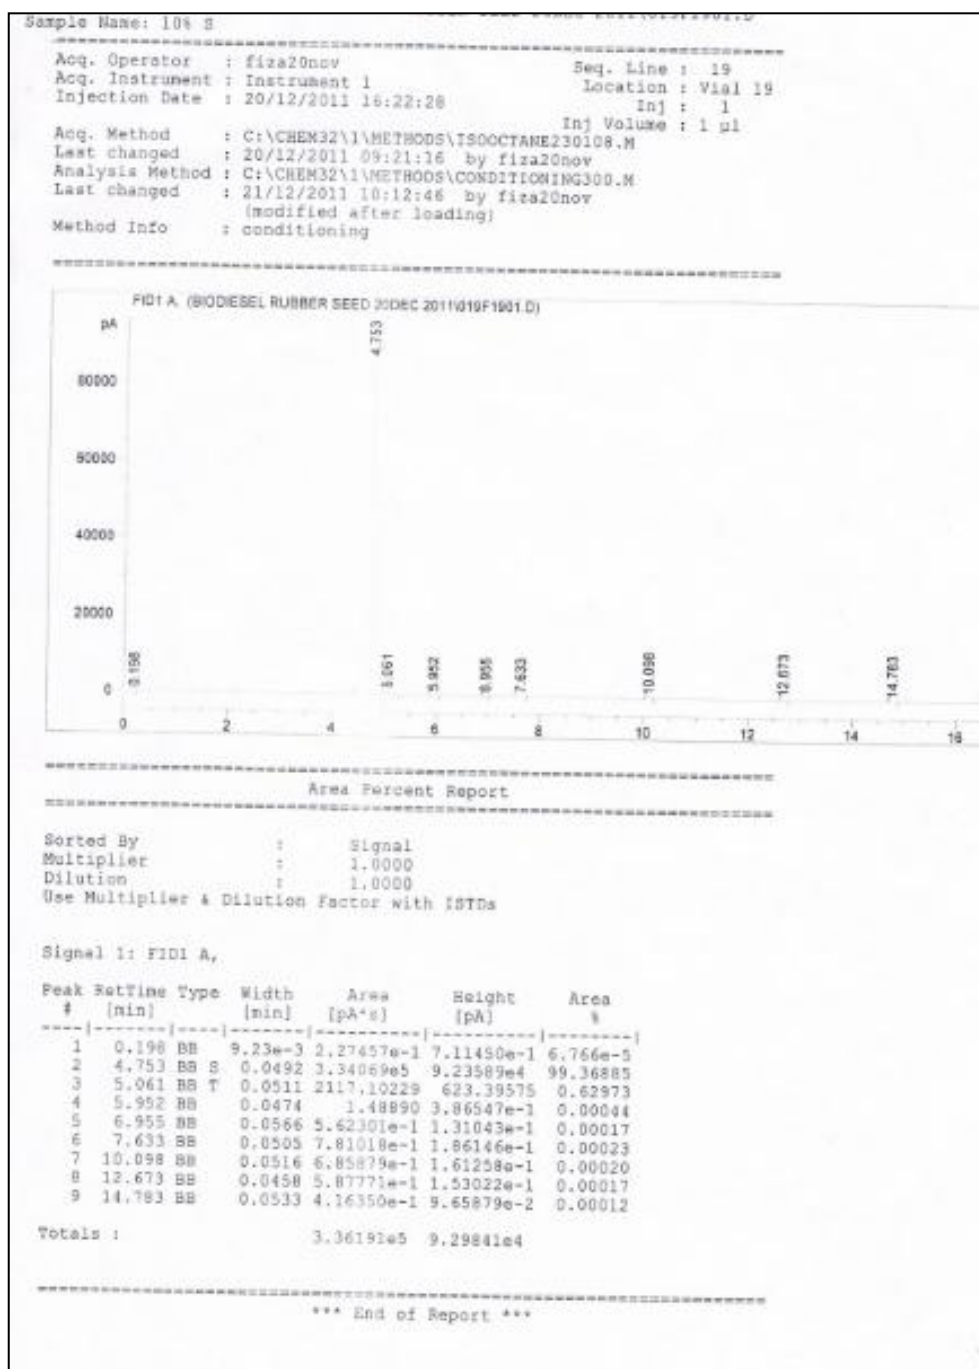 Sample Name: 10% S
Acq. Operator : fiza20nov Seq. Line : 19
Acq. Instrument : Instrument 1 Location : Vial 19
Injection Date : 20/12/2011 16:22:28 Inj : 1
Inj Volume : 1 µl
Acq. Method : C:\CHEM32\1\METHODS\ISOOCTANE230108.M
Last changed : 20/12/2011 09:21:16 by fiza20nov
Analysis Method : C:\CHEM32\1\METHODS\CONDITIONING300.M
Last changed : 21/12/2011 10:12:46 by fiza20nov
(modified after loading)
Method Info : conditioning
FID1 A, (BIODIESEL RUBBER SEED 20DEC 2011\019F1901.D)
pA
80000
60000
40000
20000
0
0.198
4.753
5.061
5.952
6.955
7.633
10.098
12.673
14.783
0 2 4 6 8 10 12 14 16
Area Percent Report
Sorted By : Signal
Multiplier : 1.0000
Dilution : 1.0000
Use Multiplier & Dilution Factor with ISTDs
Signal 1: FID1 A,
Peak RetTime Type Width Area Height Area
# [min] [min] [pA*s] [pA] %
1 0.198 BB 9.23e-3 2.27457e-1 7.11450e-1 6.766e-5
2 4.753 BB S 0.0492 3.34069e5 9.23589e4 99.36885
3 5.061 BB T 0.0511 2117.10229 623.39575 0.62973
4 5.952 BB 0.0474 1.48890 3.86547e-1 0.00044
5 6.955 BB 0.0566 5.62301e-1 1.31043e-1 0.00017
6 7.633 BB 0.0505 7.81018e-1 1.86146e-1 0.00023
7 10.098 BB 0.0516 6.85879e-1 1.61258e-1 0.00020
8 12.673 BB 0.0458 5.87771e-1 1.53022e-1 0.00017
9 14.783 BB 0.0533 4.16350e-1 9.65879e-2 0.00012
Totals : 3.36191e5 9.29841e4
*** End of Report ***